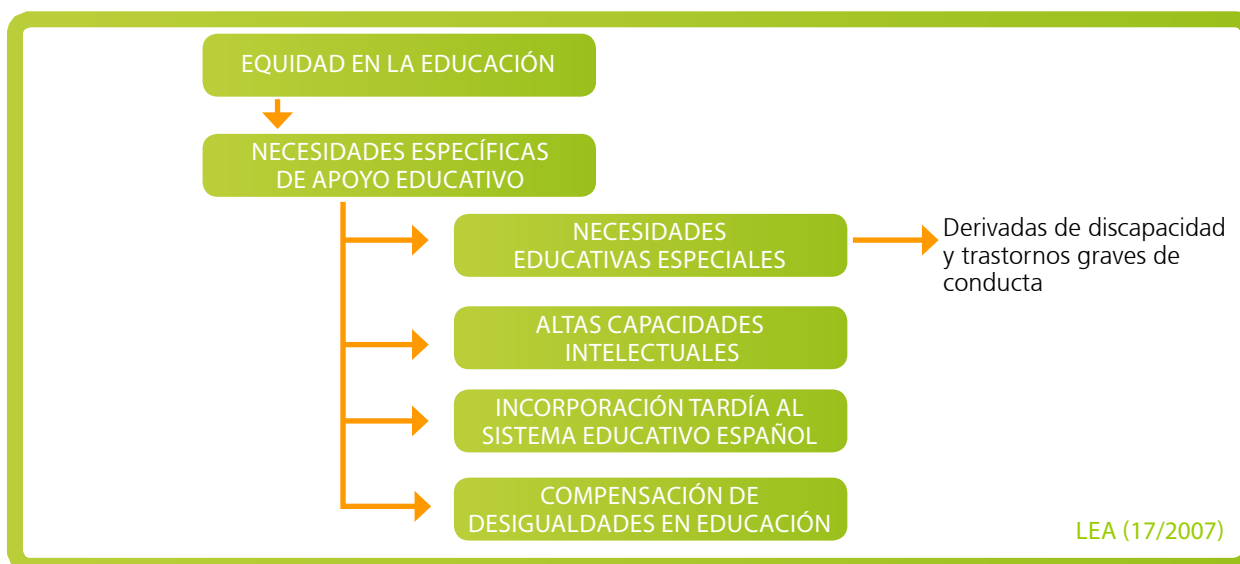 EQUIDAD EN LA EDUCACIÓN
NECESIDADES ESPECÍFICAS
DE APOYO EDUCATIVO
NECESIDADES
EDUCATIVAS ESPECIALES
Derivadas de discapacidad
y trastornos graves de
conducta
ALTAS CAPACIDADES
INTELECTUALES
INCORPORACIÓN TARDÍA AL
SISTEMA EDUCATIVO ESPAÑOL
COMPENSACIÓN DE
DESIGUALDADES EN EDUCACIÓN
LEA (17/2007)